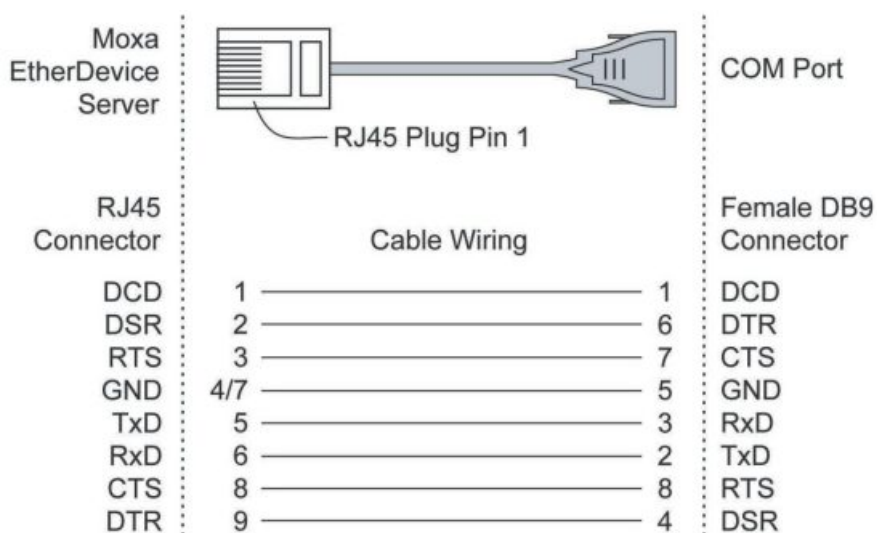 Moxa
EtherDevice
Server
COM Port
RJ45 Plug Pin 1
RJ45
Connector
Cable Wiring
Female DB9
Connector
DCD 1 1 DCD
DSR 2 6 DTR
RTS 3 7 CTS
GND 4/7 5 GND
TxD 5 3 RxD
RxD 6 2 TxD
CTS 8 8 RTS
DTR 9 4 DSR